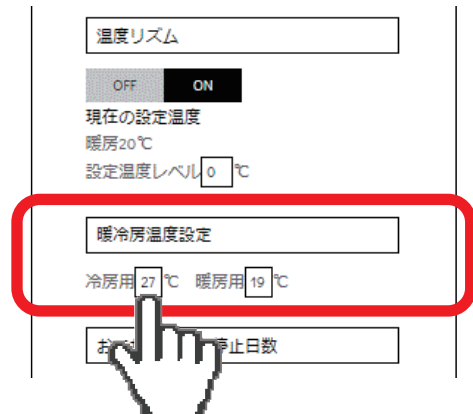 温度リズム
OFF ON
現在の設定温度
暖房20℃
設定温度レベル 0 ℃
暖冷房温度設定
冷房用 27 ℃ 暖房用 19 ℃
お 停止日数